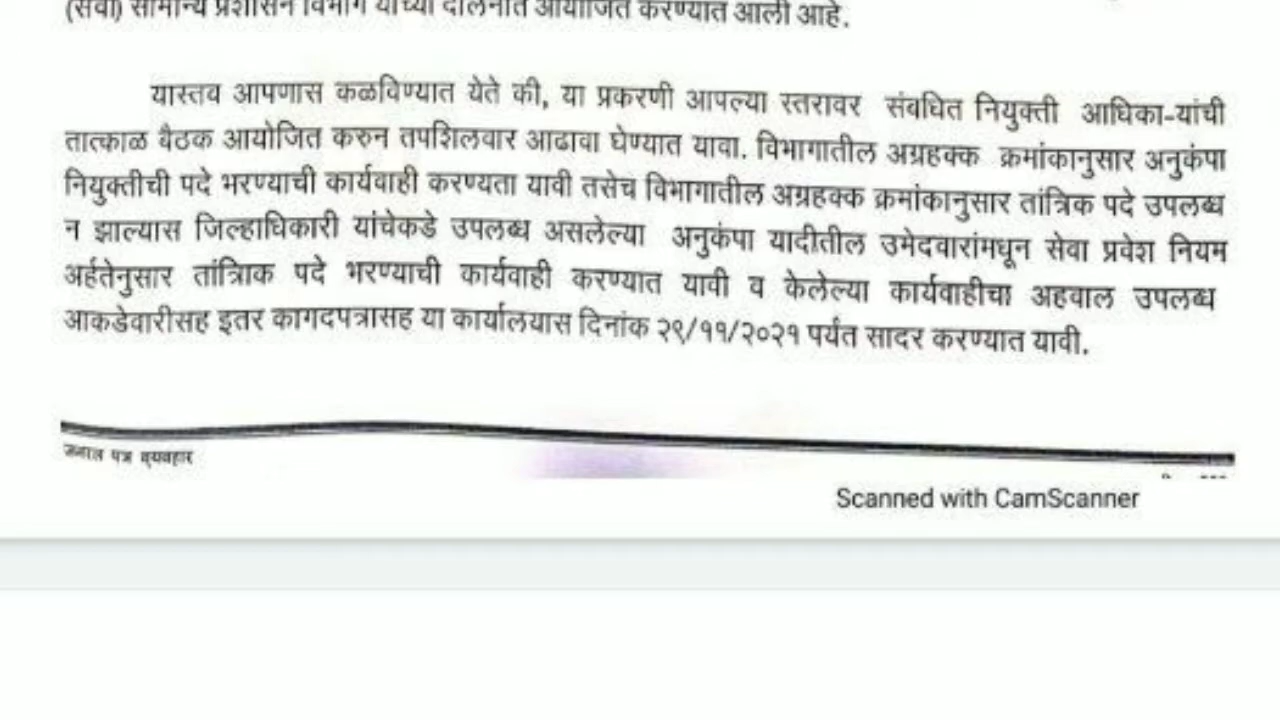 (सेवा) सामान्य प्रशासन विभाग यांच्या दालनात आयोजित करण्यात आली आहे.
यास्तव आपणास कळविण्यात येते की, या प्रकरणी आपल्या स्तरावर संबधित नियुक्ती आधिका-यांची
तात्काळ बैठक आयोजित करुन तपशिलवार आढावा घेण्यात यावा. विभागातील अग्रहक्क क्रमांकानुसार अनुकंपा
नियुक्तीची पदे भरण्याची कार्यवाही करण्यता यावी तसेच विभागातील अग्रहक्क क्रमांकानुसार तांत्रिक पदे उपलब्ध
न झाल्यास जिल्हाधिकारी यांचेकडे उपलब्ध असलेल्या अनुकंपा यादीतील उमेदवारांमधून सेवा प्रवेश नियम
अर्हतेनुसार तांत्रिाक पदे भरण्याची कार्यवाही करण्यात यावी व केलेल्या कार्यवाहीचा अहवाल उपलब्ध
आकडेवारीसह इतर कागदपत्रासह या कार्यालयास दिनांक २९/११/२०२१ पर्यंत सादर करण्यात यावी.
पत्र व्यवहार
Scanned with CamScanner